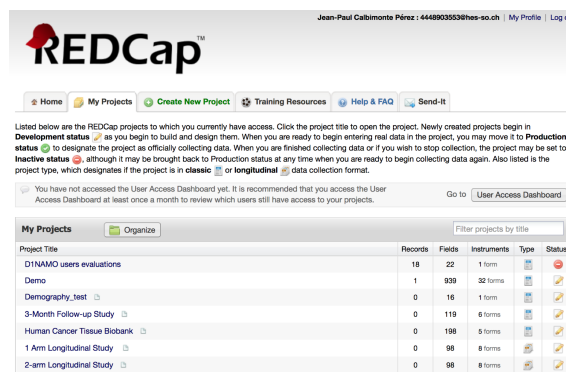 Jean-Paul Calbimonte Pérez : 4448903553@hes-so.ch | My Profile | Log
REDCap™
Home My Projects Create New Project Training Resources Help & FAQ Send-It
Listed below are the REDCap projects to which you currently have access. Click the project title to open the project. Newly created projects begin in
Development status as you begin to build and design them. When you are ready to begin entering real data in the project, you may move it to Production
status to designate the project as officially collecting data. When you are finished collecting data or if you wish to stop collection, the project may be set to
Inactive status , although it may be brought back to Production status at any time when you are ready to begin collecting data again. Also listed is the
project type, which designates if the project is in classic or longitudinal data collection format.
You have not accessed the User Access Dashboard yet. It is recommended that you access the User
Access Dashboard at least once a month to review which users still have access to your projects.
Go to User Access Dashboard
My Projects Organize Filter projects by title
Project Title Records Fields Instruments Type Status
D1NAMO users evaluations 18 22 1 form
Demo 1 939 32 forms
Demography_test 0 16 1 form
3-Month Follow-up Study 0 119 6 forms
Human Cancer Tissue Biobank 0 198 5 forms
1 Arm Longitudinal Study 0 98 8 forms
2-arm Longitudinal Study 0 98 8 forms